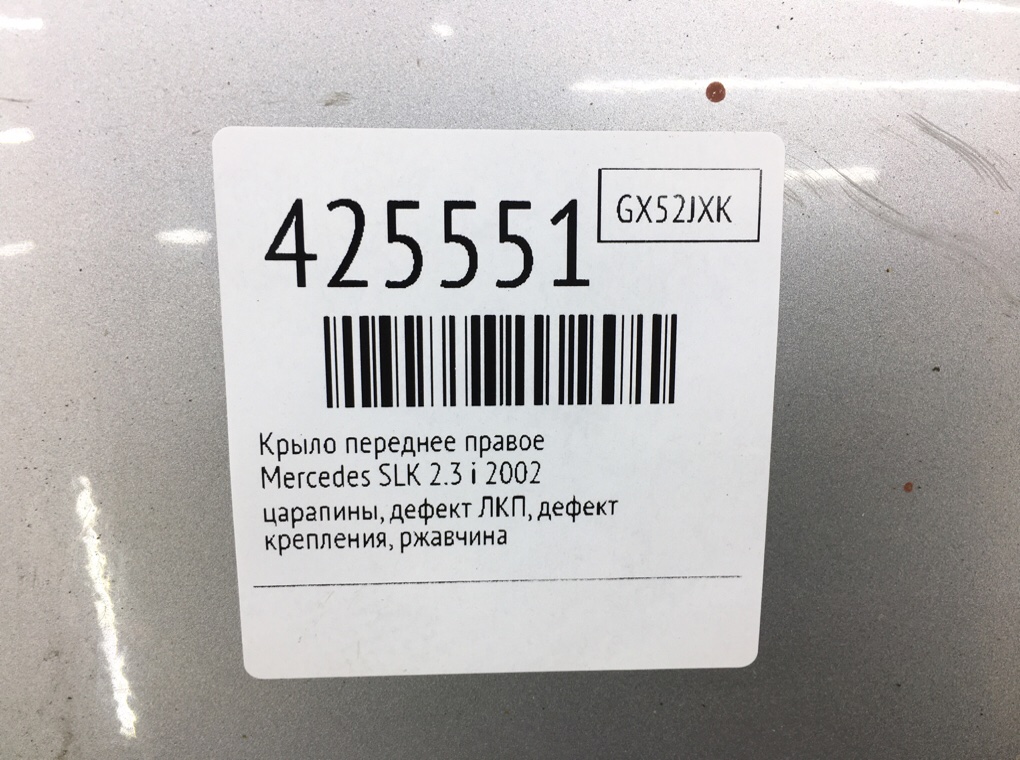 425551
GX52JXK
Крыло переднее правое
Mercedes SLK 2.3 i 2002
царапины, дефект ЛКП, дефект
крепления, ржавчина